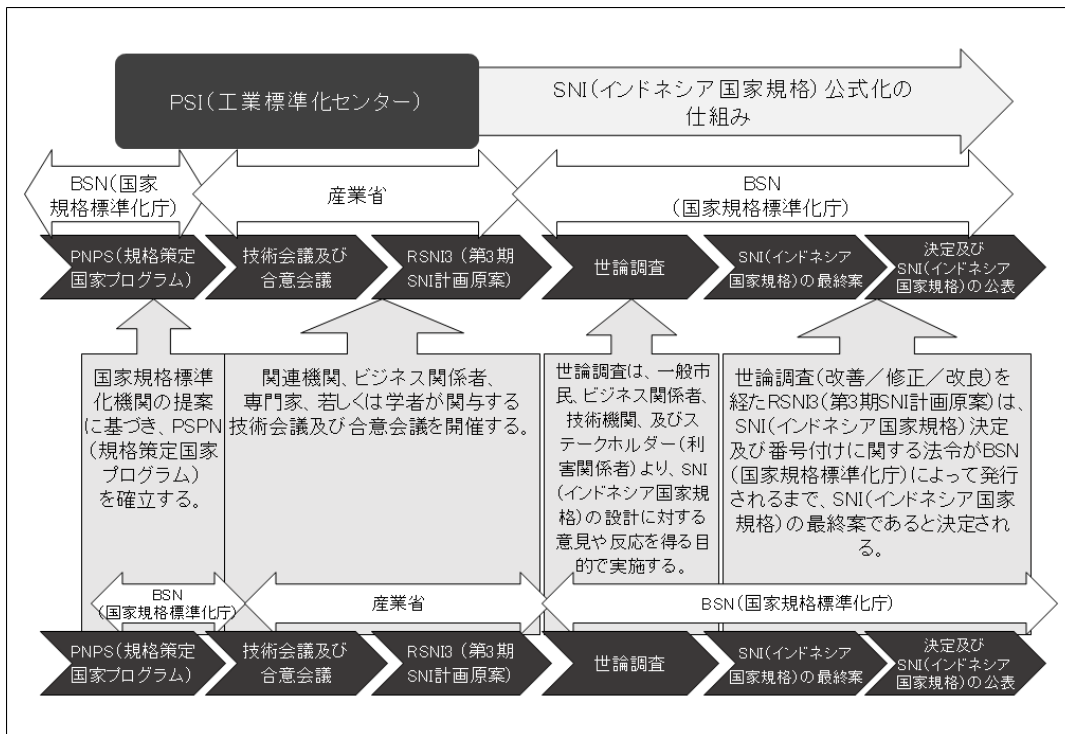 PSI(工業標準化センター)
SNI(インドネシア国家規格)公式化の
仕組み
BSN(国家
規格標準化庁)
産業省
BSN
(国家規格標準化庁)
PNPS(規格策定
国家プログラム)
技術会議及び
合意会議
RSNI3 (第3期
SNI計画原案)
世論調査
SNI(インドネシア
国家規格)の最終案
決定及び
SNI(インドネシア
国家規格)の公表
国家規格標準
化機関の提案
に基づき、PSPN
(規格策定国家
プログラム)
を確立する。
関連機関、ビジネス関係者、
専門家、若しくは学者が関与する
技術会議及び合意会議を開催する。
世論調査は、一般市
民、ビジネス関係者、
技術機関、及びス
テークホルダー(利
害関係者)より、SNI
(インドネシア国家規
格)の設計に対する
意見や反応を得る目
的で実施する。
世論調査(改善/修正/改良)を
経たRSNI3(第3期SNI計画原案)は、
SNI(インドネシア国家規格)決定
及び番号付けに関する法令がBSN
(国家規格標準化庁)によって発行
されるまで、SNI(インドネシア国家
規格)の最終案であると決定され
る。
BSN
(国家規格標準化庁)
産業省
BSN(国家規格標準化庁)
PNPS(規格策定
国家プログラム)
技術会議及び
合意会議
RSNI3 (第3期
SNI計画原案)
世論調査
SNI(インドネシア
国家規格)の最終案
決定及び
SNI(インドネシア
国家規格)の公表